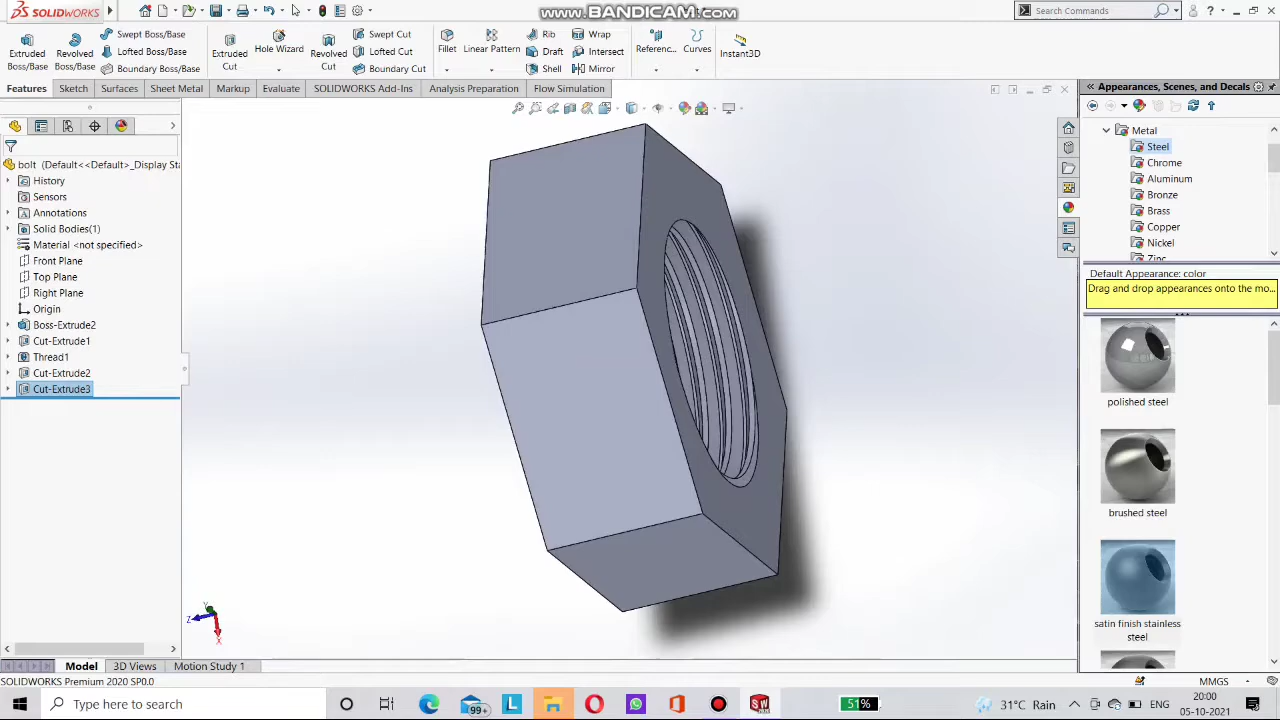 SOLIDWORKS
www.BANDICAM.com
Search Commands
Extruded Boss/Base
Revolved Boss/Base
Swept Boss/Base
Lofted Boss/Base
Boundary Boss/Base
Extruded Cut
Hole Wizard
Revolved Cut
Swept Cut
Lofted Cut
Boundary Cut
Fillet
Linear Pattern
Rib
Draft
Shell
Wrap
Intersect
Mirror
Referenc...
Curves
Instant3D
Features
Sketch
Surfaces
Sheet Metal
Markup
Evaluate
SOLIDWORKS Add-Ins
Analysis Preparation
Flow Simulation
bolt (Default<<Default>_Display Sta
History
Sensors
Annotations
Solid Bodies(1)
Material <not specified>
Front Plane
Top Plane
Right Plane
Origin
Boss-Extrude2
Cut-Extrude1
Thread1
Cut-Extrude2
Cut-Extrude3
Y
Z
X
Appearances, Scenes, and Decals
Metal
Steel
Chrome
Aluminum
Bronze
Brass
Copper
Nickel
Zinc
Default Appearance: color
Drag and drop appearances onto the mo...
polished steel
brushed steel
satin finish stainless
steel
Model
3D Views
Motion Study 1
SOLIDWORKS Premium 2020 SP0.0
MMGS
Type here to search
99+
51%
31°C Rain
ENG
20:00
05-10-2021